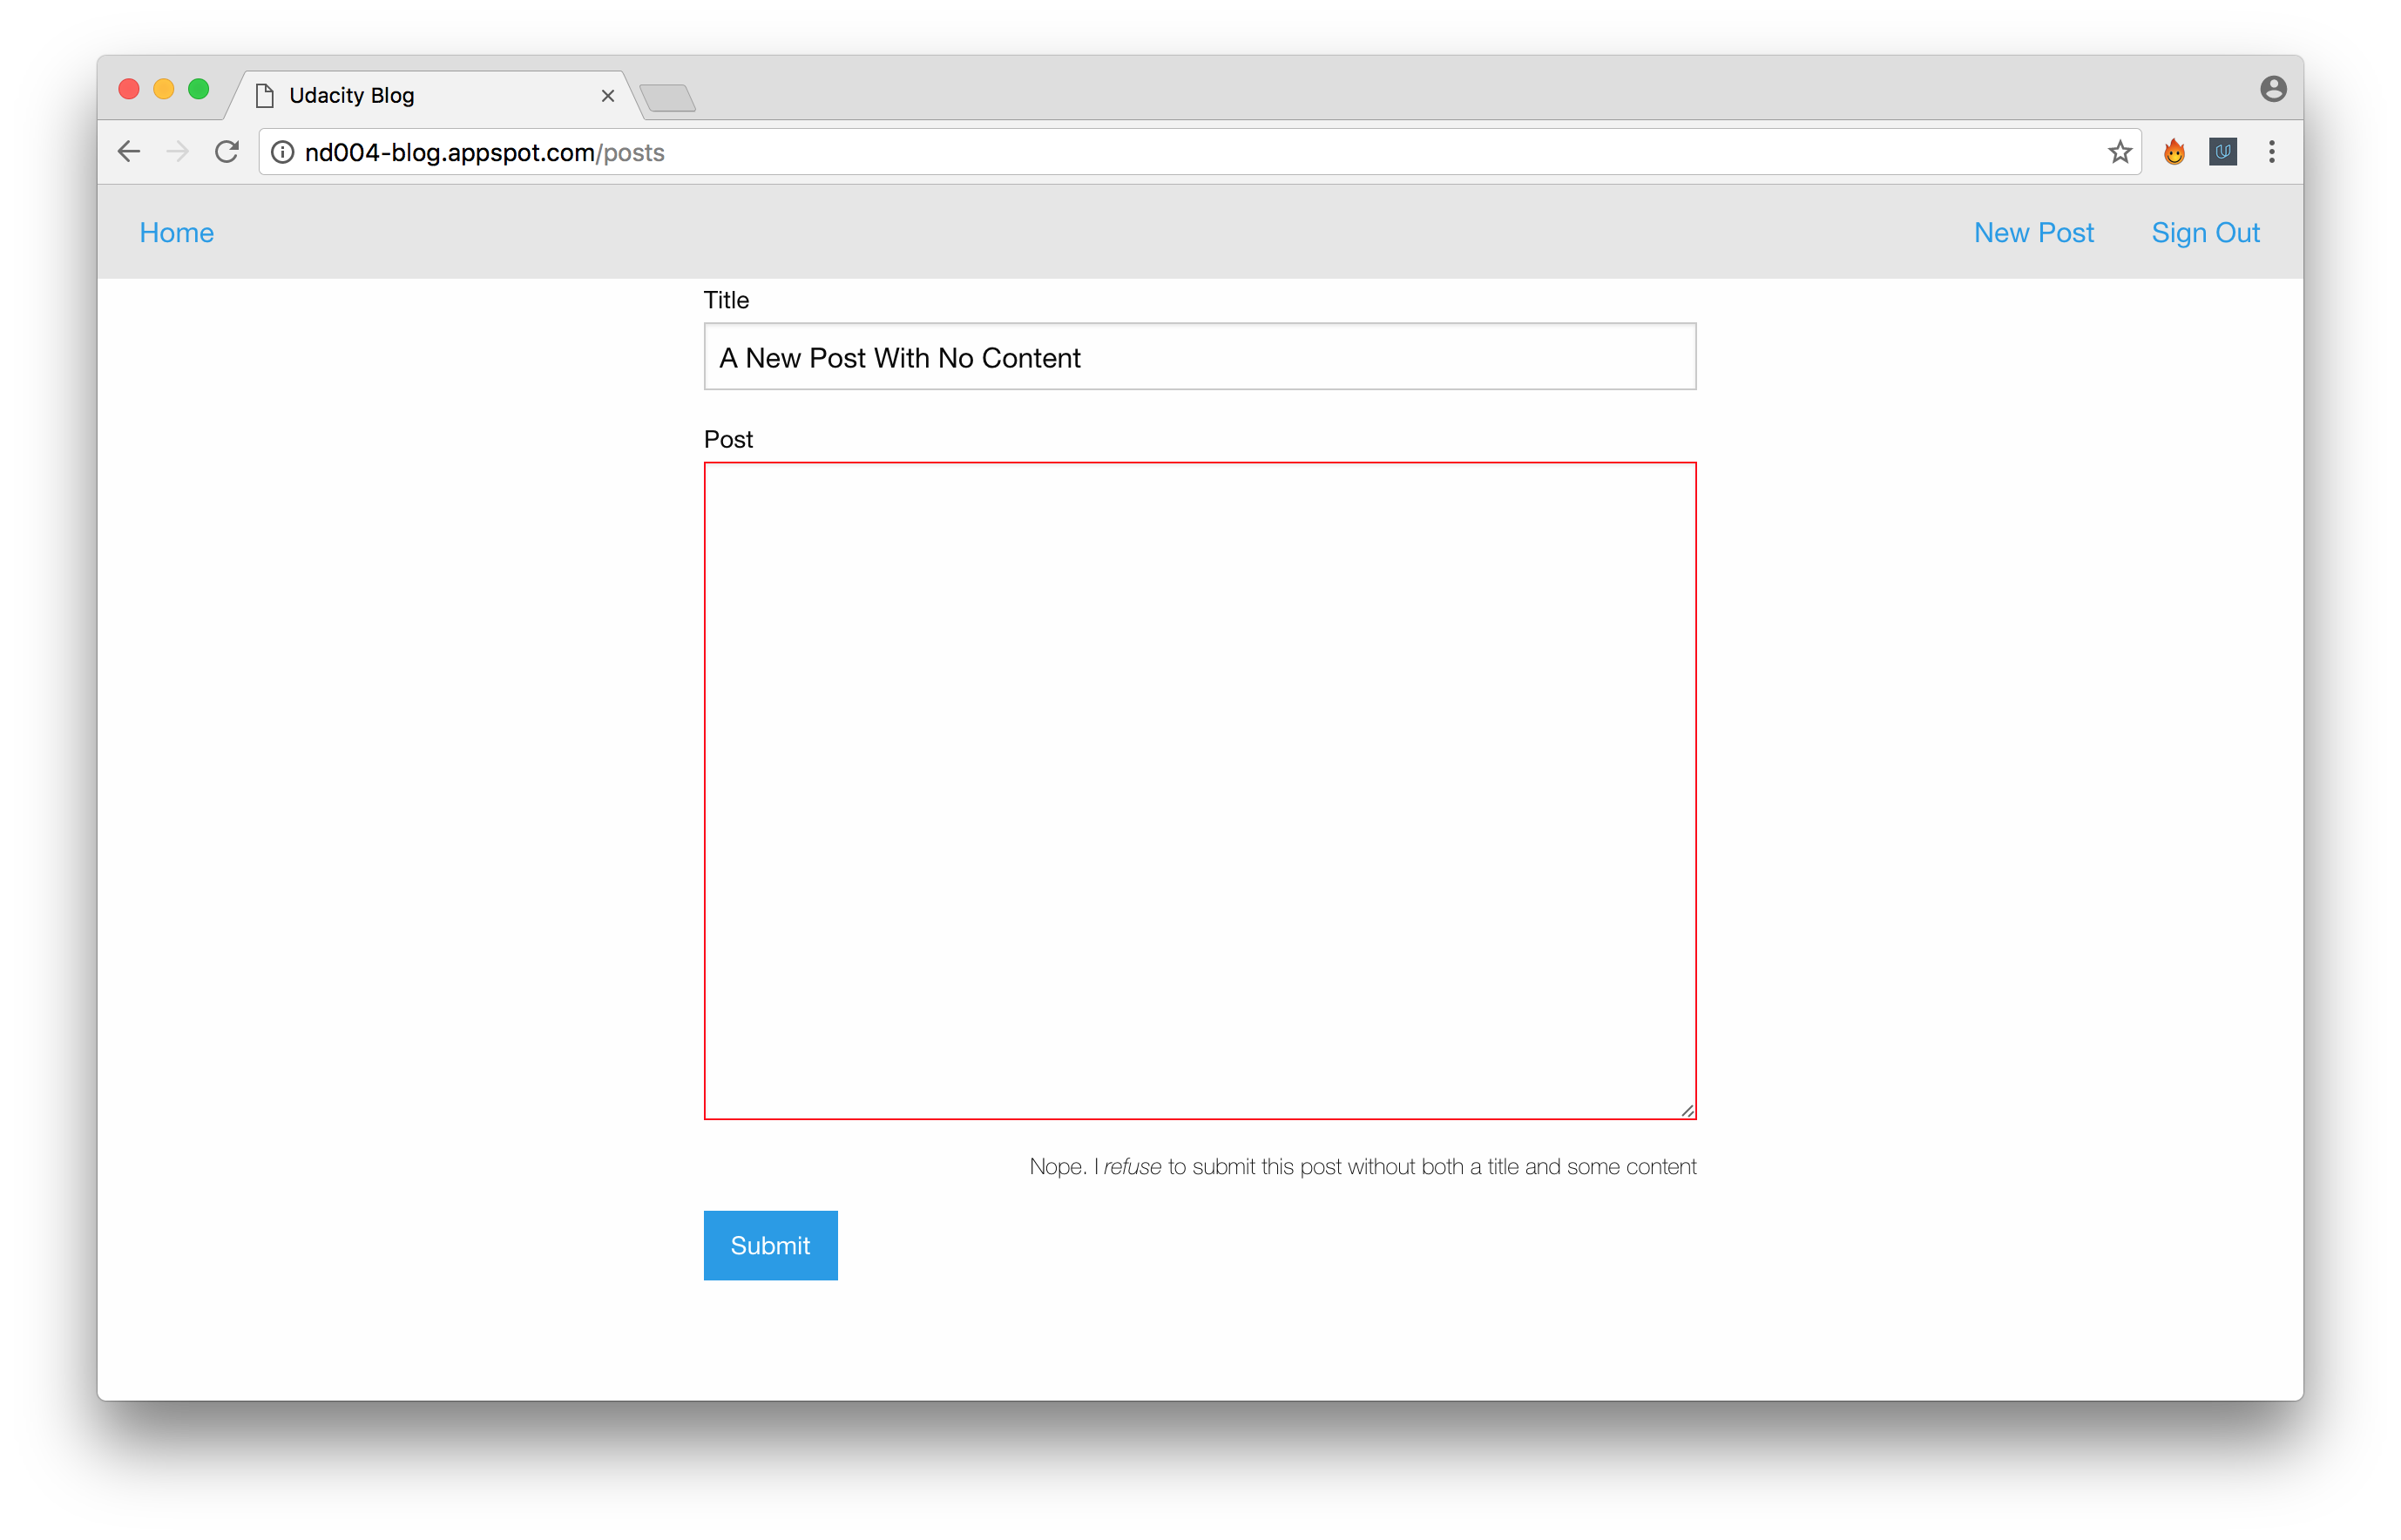 Udacity Blog
nd004-blog.appspot.com/posts
Home New Post Sign Out
Title
A New Post With No Content
Post
Nope. I refuse to submit this post without both a title and some content
Submit